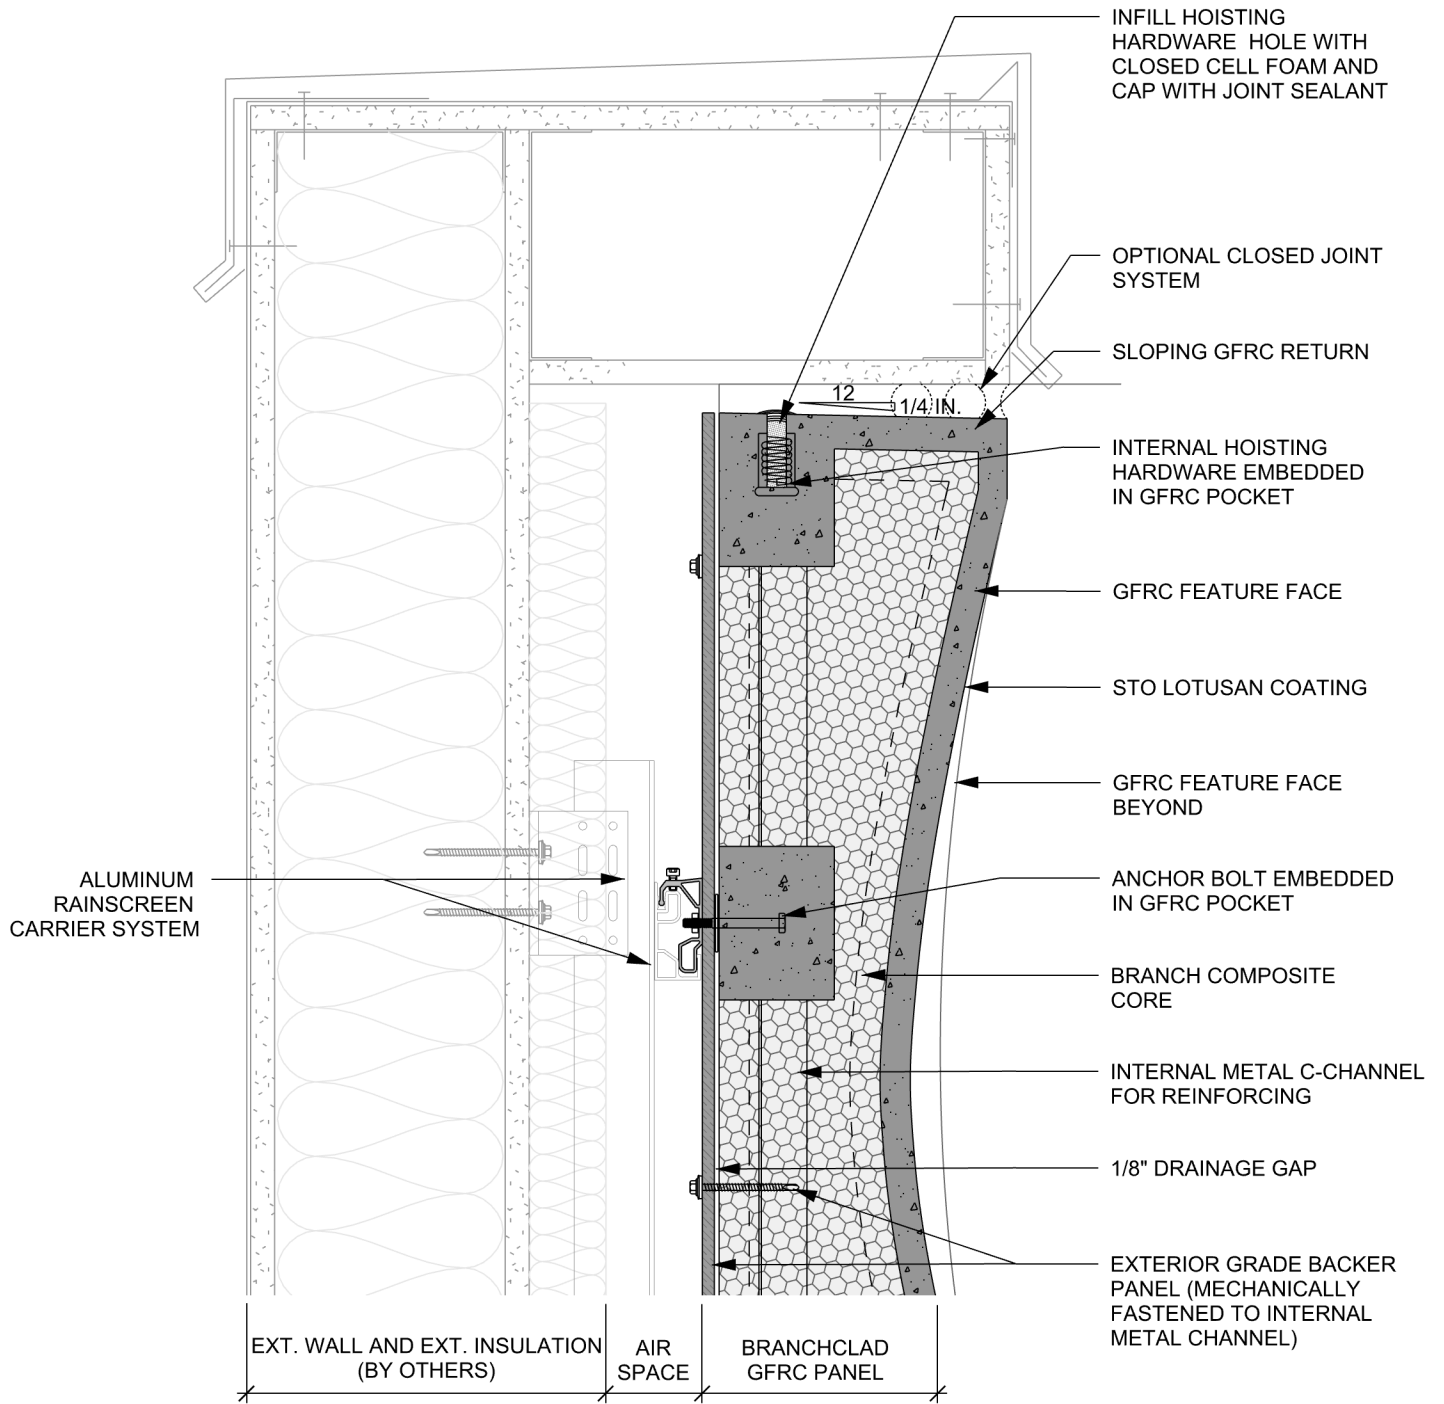 INFILL HOISTING
HARDWARE HOLE WITH
CLOSED CELL FOAM AND
CAP WITH JOINT SEALANT
OPTIONAL CLOSED JOINT
SYSTEM
SLOPING GFRC RETURN
12
1/4 IN.
INTERNAL HOISTING
HARDWARE EMBEDDED
IN GFRC POCKET
GFRC FEATURE FACE
STO LOTUSAN COATING
GFRC FEATURE FACE
BEYOND
ALUMINUM
RAINSCREEN
CARRIER SYSTEM
ANCHOR BOLT EMBEDDED
IN GFRC POCKET
BRANCH COMPOSITE
CORE
INTERNAL METAL C-CHANNEL
FOR REINFORCING
1/8" DRAINAGE GAP
EXTERIOR GRADE BACKER
PANEL (MECHANICALLY
FASTENED TO INTERNAL
METAL CHANNEL)
EXT. WALL AND EXT. INSULATION
(BY OTHERS)
AIR
SPACE
BRANCHCLAD
GFRC PANEL